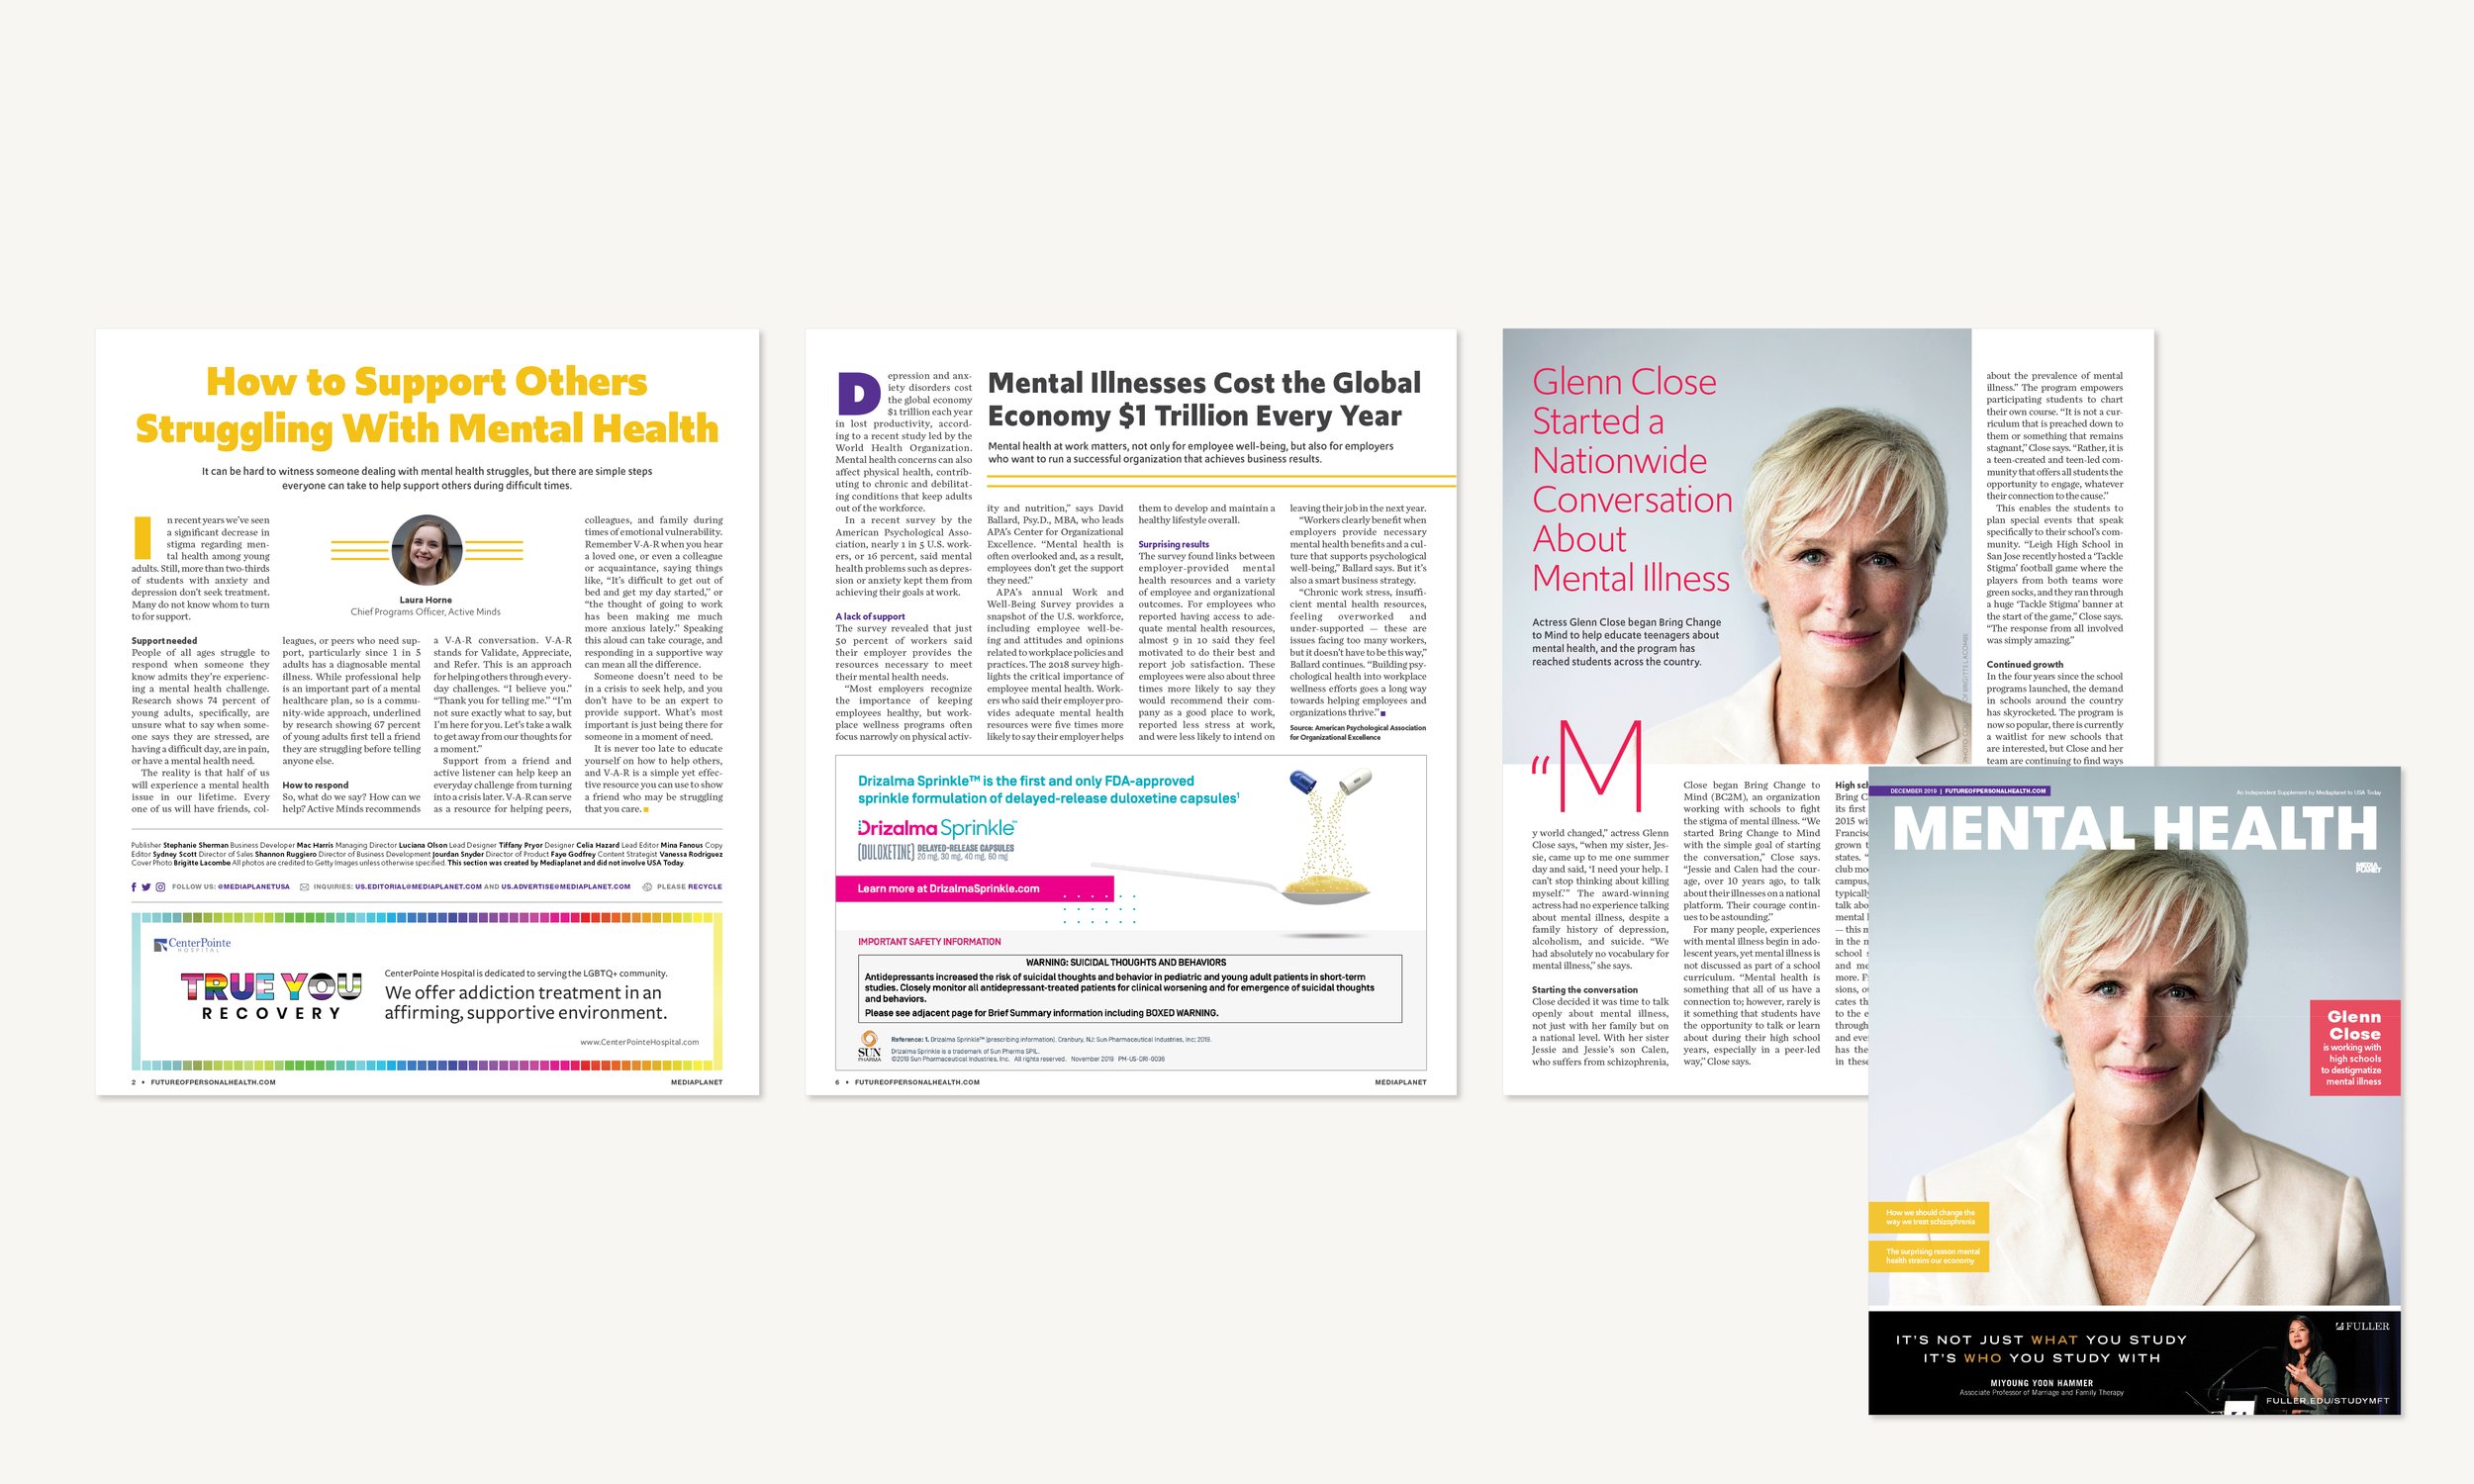 How to Support Others
Struggling With Mental Health
It can be hard to witness someone dealing with mental health struggles, but there are simple steps
everyone can take to help support others during difficult times.
In recent years we've seen
a significant decrease in
stigma regarding men-
tal health among young
adults. Still, more than two-thirds
of students with anxiety and
depression don't seek treatment.
Many do not know whom to turn
to for support.
Support needed
People of all ages struggle to
respond when someone they
know admits they're experienc-
ing a mental health challenge.
Research shows 74 percent of
young adults, specifically, are
unsure what to say when some-
one says they are stressed, are
having a difficult day, are in pain,
or have a mental health need.
The reality is that half of us
will experience a mental health
issue in our lifetime. Every
one of us will have friends, col-
Laura Horne
Chief Programs Officer, Active Minds
leagues, or peers who need sup-
port, particularly since 1 in 5
adults has a diagnosable mental
illness. While professional help
is an important part of a mental
healthcare plan, so is a commu-
nity-wide approach, underlined
by research showing 67 percent
of young adults first tell a friend
they are struggling before telling
anyone else.
How to respond
So, what do we say? How can we
help? Active Minds recommends
a V-A-R conversation. V-A-R
stands for Validate, Appreciate,
and Refer. This is an approach
for helping others through every-
day challenges. "I believe you."
"Thank you for telling me." "I'm
not sure exactly what to say, but
I'm here for you. Let's take a walk
to get away from our thoughts for
a moment."
Support from a friend and
active listener can help keep an
everyday challenge from turning
into a crisis later. V-A-R can serve
as a resource for helping peers,
colleagues, and family during
times of emotional vulnerability.
Remember V-A-R when you hear
a loved one, or even a colleague
or acquaintance, saying things
like, "It's difficult to get out of
bed and get my day started," or
"the thought of going to work
has been making me much
more anxious lately." Speaking
this aloud can take courage, and
responding in a supportive way
can mean all the difference.
Someone doesn't need to be
in a crisis to seek help, and you
don't have to be an expert to
provide support. What's most
important is just being there for
someone in a moment of need.
It is never too late to educate
yourself on how to help others,
and V-A-R is a simple yet effec-
tive resource you can use to show
a friend who may be struggling
that you care.
Publisher Stephanie Sherman Business Developer Mac Harris Managing Director Luciana Olson Lead Designer Tiffany Pryor Designer Celia Hazard Lead Editor Mina Fanous Copy
Editor Sydney Scott Director of Sales Shannon Ruggiero Director of Business Development Jourdan Snyder Director of Product Faye Godfrey Content Strategist Vanessa Rodriguez
Cover Photo Brigitte Lacombe All photos are credited to Getty Images unless otherwise specified. This section was created by Mediaplanet and did not involve USA Today.
FOLLOW US: @MEDIAPLANETUSA INQUIRIES: US.EDITORIAL@MEDIAPLANET.COM AND US.ADVERTISE@MEDIAPLANET.COM PLEASE RECYCLE
CenterPointe
HOSPITAL
TRUE YOU
RECOVERY
CenterPointe Hospital is dedicated to serving the LGBTQ+ community.
We offer addiction treatment in an
affirming, supportive environment.
www.CenterPointeHospital.com
2 • FUTUREOFPERSONALHEALTH.COM MEDIAPLANET
Depression and anx-
iety disorders cost
the global economy
$1 trillion each year
in lost productivity, accord-
ing to a recent study led by the
World Health Organization.
Mental health concerns can also
affect physical health, contrib-
uting to chronic and debilitat-
ing conditions that keep adults
out of the workforce.
In a recent survey by the
American Psychological Asso-
ciation, nearly 1 in 5 U.S. work-
ers, or 16 percent, said mental
health problems such as depres-
sion or anxiety kept them from
achieving their goals at work.
A lack of support
The survey revealed that just
50 percent of workers said
their employer provides the
resources necessary to meet
their mental health needs.
"Most employers recognize
the importance of keeping
employees healthy, but work-
place wellness programs often
focus narrowly on physical activ-
Mental Illnesses Cost the Global
Economy $1 Trillion Every Year
Mental health at work matters, not only for employee well-being, but also for employers
who want to run a successful organization that achieves business results.
ity and nutrition," says David
Ballard, Psy.D., MBA, who leads
APA's Center for Organizational
Excellence. "Mental health is
often overlooked and, as a result,
employees don't get the support
they need."
APA's annual Work and
Well-Being Survey provides a
snapshot of the U.S. workforce,
including employee well-be-
ing and attitudes and opinions
related to workplace policies and
practices. The 2018 survey high-
lights the critical importance of
employee mental health. Work-
ers who said their employer pro-
vides adequate mental health
resources were five times more
likely to say their employer helps
them to develop and maintain a
healthy lifestyle overall.
Surprising results
The survey found links between
employer-provided mental
health resources and a variety
of employee and organizational
outcomes. For employees who
reported having access to ade-
quate mental health resources,
almost 9 in 10 said they feel
motivated to do their best and
report job satisfaction. These
employees were also about three
times more likely to say they
would recommend their com-
pany as a good place to work,
reported less stress at work,
and were less likely to intend on
leaving their job in the next year.
"Workers clearly benefit when
employers provide necessary
mental health benefits and a cul-
ture that supports psychological
well-being," Ballard says. But it's
also a smart business strategy.
"Chronic work stress, insuffi-
cient mental health resources,
feeling overworked and
under-supported — these are
issues facing too many workers,
but it doesn't have to be this way,"
Ballard continues. "Building psy-
chological health into workplace
wellness efforts goes a long way
towards helping employees and
organizations thrive."
Source: American Psychological Association
for Organizational Excellence
Drizalma Sprinkle™ is the first and only FDA-approved
sprinkle formulation of delayed-release duloxetine capsules1
Drizalma Sprinkle™
(DULOXETINE) DELAYED-RELEASE CAPSULES
20 mg, 30 mg, 40 mg, 60 mg
Learn more at DrizalmaSprinkle.com
IMPORTANT SAFETY INFORMATION
WARNING: SUICIDAL THOUGHTS AND BEHAVIORS
Antidepressants increased the risk of suicidal thoughts and behavior in pediatric and young adult patients in short-term
studies. Closely monitor all antidepressant-treated patients for clinical worsening and for emergence of suicidal thoughts
and behaviors.
Please see adjacent page for Brief Summary information including BOXED WARNING.
SUN
PHARMA
Reference: 1. Drizalma Sprinkle™ [prescribing information]. Cranbury, NJ: Sun Pharmaceutical Industries, Inc; 2019.
Drizalma Sprinkle is a trademark of Sun Pharma SPIL.
©2019 Sun Pharmaceutical Industries, Inc. All rights reserved. November 2019 PM-US-DRI-0036
6 • FUTUREOFPERSONALHEALTH.COM MEDIAPLANET
Glenn Close
Started a
Nationwide
Conversation
About
Mental Illness
Actress Glenn Close began Bring Change
to Mind to help educate teenagers about
mental health, and the program has
reached students across the country.
"M
y world changed," actress Glenn
Close says, "when my sister, Jes-
sie, came up to me one summer
day and said, 'I need your help. I
can't stop thinking about killing
myself.'" The award-winning
actress had no experience talking
about mental illness, despite a
family history of depression,
alcoholism, and suicide. "We
had absolutely no vocabulary for
mental illness," she says.
Starting the conversation
Close decided it was time to talk
openly about mental illness,
not just with her family but on
a national level. With her sister
Jessie and Jessie's son Calen,
who suffers from schizophrenia,
Close began Bring Change to
Mind (BC2M), an organization
working with schools to fight
the stigma of mental illness. "We
started Bring Change to Mind
with the simple goal of starting
the conversation," Close says.
"Jessie and Calen had the cour-
age, over 10 years ago, to talk
about their illnesses on a national
platform. Their courage contin-
ues to be astounding."
For many people, experiences
with mental illness begin in ado-
lescent years, yet mental illness is
not discussed as part of a school
curriculum. "Mental health is
something that all of us have a
connection to; however, rarely is
it something that students have
the opportunity to talk or learn
about during their high school
years, especially in a peer-led
way," Close says.
High sch
Bring C
its first
2015 wi
Francisc
grown t
states. "
club mo
campus,
typically
talk abo
mental l
— this m
in the m
school s
and me
more. F
sions, o
cates th
to the e
through
and eve
has the
in these
about the prevalence of mental
illness." The program empowers
participating students to chart
their own course. "It is not a cur-
riculum that is preached down to
them or something that remains
stagnant," Close says. "Rather, it is
a teen-created and teen-led com-
munity that offers all students the
opportunity to engage, whatever
their connection to the cause."
This enables the students to
plan special events that speak
specifically to their school's com-
munity. "Leigh High School in
San Jose recently hosted a 'Tackle
Stigma' football game where the
players from both teams wore
green socks, and they ran through
a huge 'Tackle Stigma' banner at
the start of the game," Close says.
"The response from all involved
was simply amazing."
Continued growth
In the four years since the school
programs launched, the demand
in schools around the country
has skyrocketed. The program is
now so popular, there is currently
a waitlist for new schools that
are interested, but Close and her
team are continuing to find ways
DECEMBER 2019 | FUTUREOFPERSONALHEALTH.COM
An Independent Supplement by Mediaplanet to USA Today
MENTAL HEALTH
MEDIA
PLANET
Glenn
Close
is working with
high schools
to destigmatize
mental illness
How we should change the
way we treat schizophrenia
The surprising reason mental
health strains our economy
IT'S NOT JUST WHAT YOU STUDY
IT'S WHO YOU STUDY WITH
MIYOUNG YOON HAMMER
Associate Professor of Marriage and Family Therapy
FULLER
FULLER.EDU/STUDYMFT